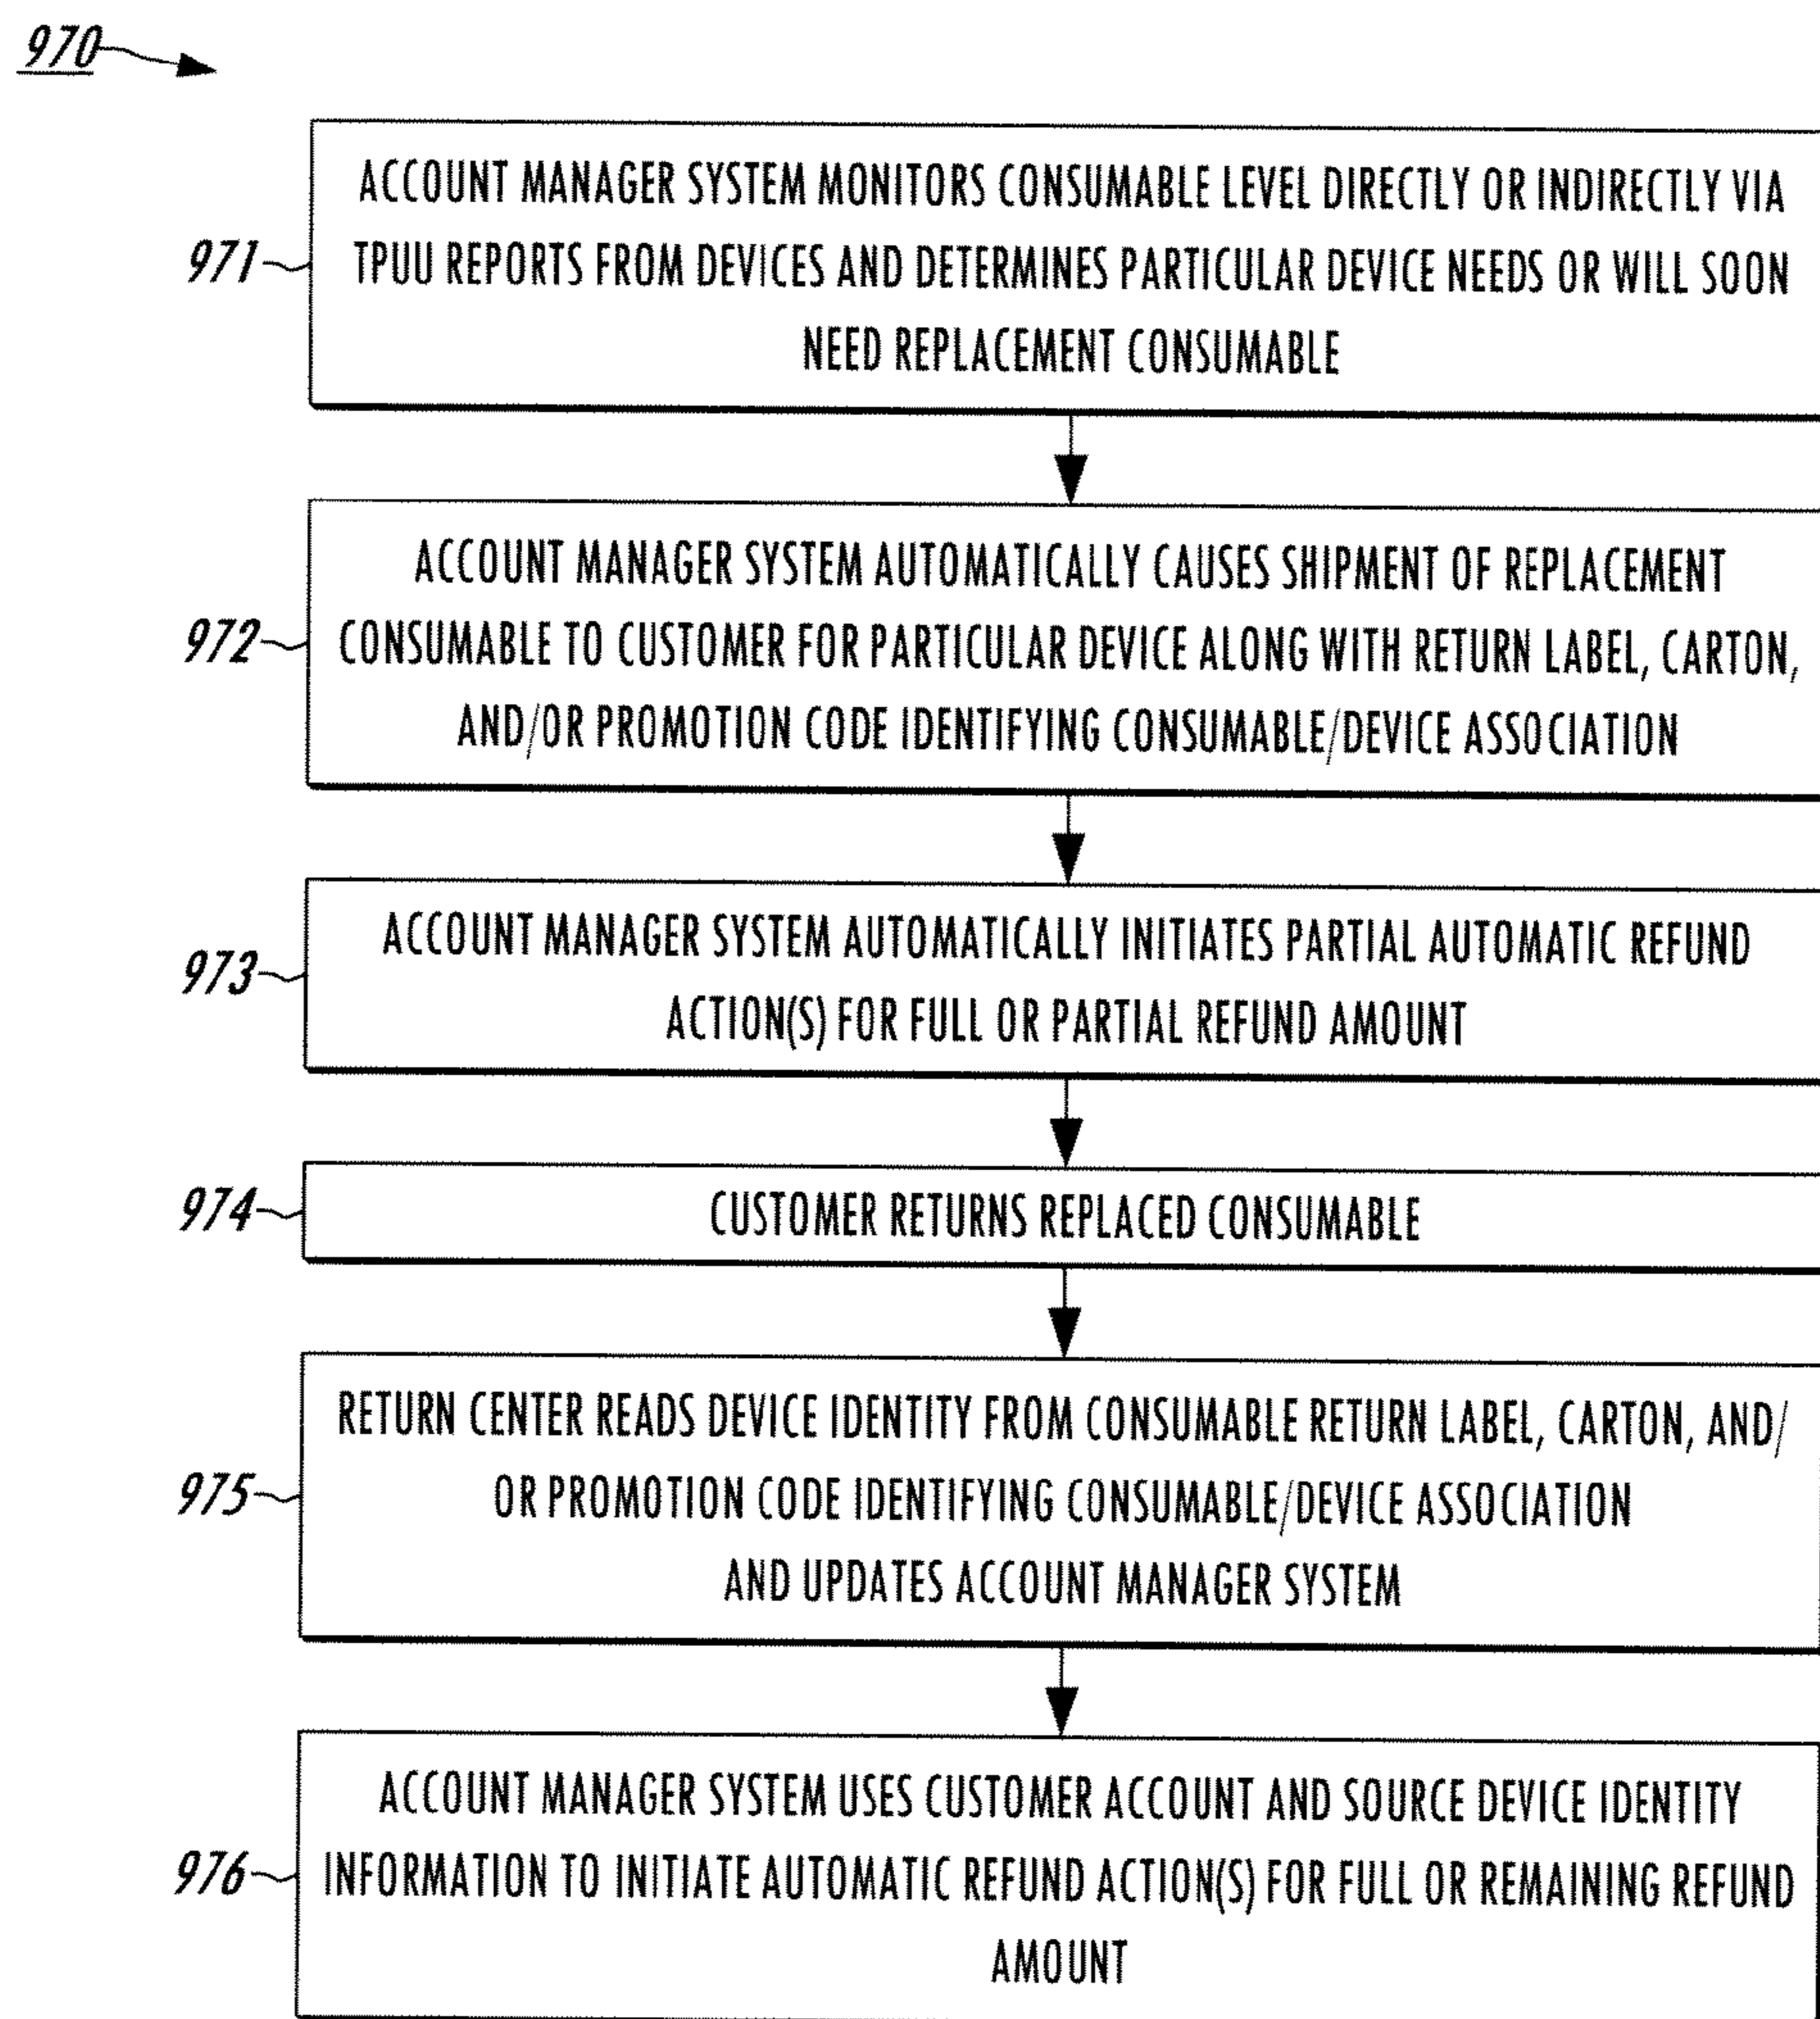 970
971
ACCOUNT MANAGER SYSTEM MONITORS CONSUMABLE LEVEL DIRECTLY OR INDIRECTLY VIA
TPUU REPORTS FROM DEVICES AND DETERMINES PARTICULAR DEVICE NEEDS OR WILL SOON
NEED REPLACEMENT CONSUMABLE
972
ACCOUNT MANAGER SYSTEM AUTOMATICALLY CAUSES SHIPMENT OF REPLACEMENT
CONSUMABLE TO CUSTOMER FOR PARTICULAR DEVICE ALONG WITH RETURN LABEL, CARTON,
AND/OR PROMOTION CODE IDENTIFYING CONSUMABLE/DEVICE ASSOCIATION
973
ACCOUNT MANAGER SYSTEM AUTOMATICALLY INITIATES PARTIAL AUTOMATIC REFUND
ACTION(S) FOR FULL OR PARTIAL REFUND AMOUNT
974
CUSTOMER RETURNS REPLACED CONSUMABLE
975
RETURN CENTER READS DEVICE IDENTITY FROM CONSUMABLE RETURN LABEL, CARTON, AND/
OR PROMOTION CODE IDENTIFYING CONSUMABLE/DEVICE ASSOCIATION
AND UPDATES ACCOUNT MANAGER SYSTEM
976
ACCOUNT MANAGER SYSTEM USES CUSTOMER ACCOUNT AND SOURCE DEVICE IDENTITY
INFORMATION TO INITIATE AUTOMATIC REFUND ACTION(S) FOR FULL OR REMAINING REFUND
AMOUNT